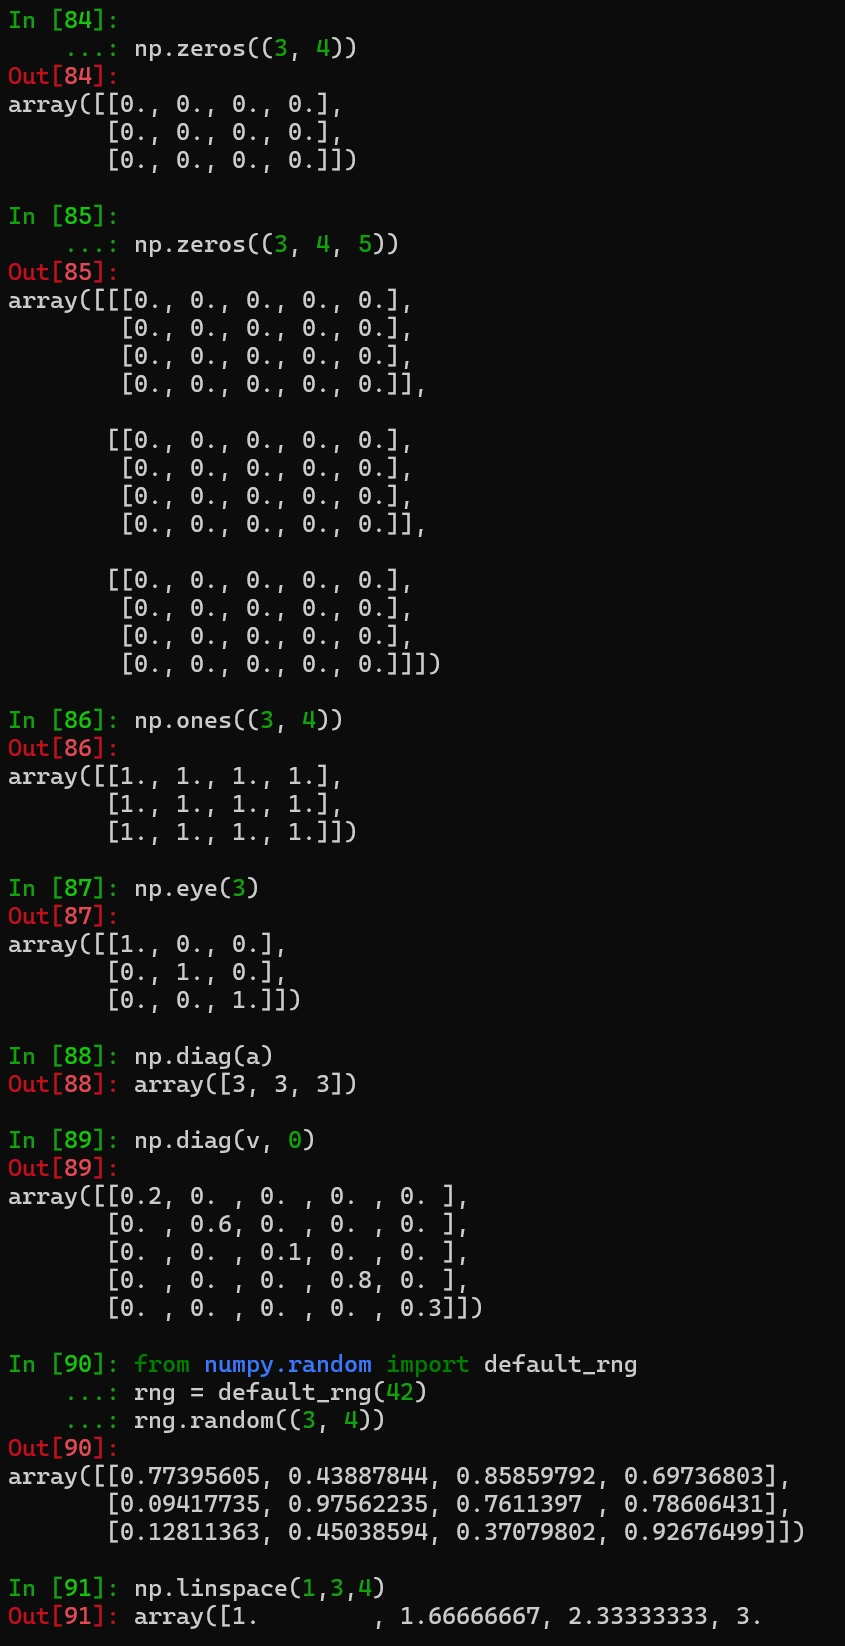 In [84]:
    ...: np.zeros((3, 4))
Out[84]:
array([[0., 0., 0., 0.],
       [0., 0., 0., 0.],
       [0., 0., 0., 0.]])
In [85]:
    ...: np.zeros((3, 4, 5))
Out[85]:
array([[[0., 0., 0., 0., 0.],
        [0., 0., 0., 0., 0.],
        [0., 0., 0., 0., 0.],
        [0., 0., 0., 0., 0.]],
       [[0., 0., 0., 0., 0.],
        [0., 0., 0., 0., 0.],
        [0., 0., 0., 0., 0.],
        [0., 0., 0., 0., 0.]],
       [[0., 0., 0., 0., 0.],
        [0., 0., 0., 0., 0.],
        [0., 0., 0., 0., 0.],
        [0., 0., 0., 0., 0.]]])
In [86]: np.ones((3, 4))
Out[86]:
array([[1., 1., 1., 1.],
       [1., 1., 1., 1.],
       [1., 1., 1., 1.]])
In [87]: np.eye(3)
Out[87]:
array([[1., 0., 0.],
       [0., 1., 0.],
       [0., 0., 1.]])
In [88]: np.diag(a)
Out[88]: array([3, 3, 3])
In [89]: np.diag(v, 0)
Out[89]:
array([[0.2, 0. , 0. , 0. , 0. ],
       [0. , 0.6, 0. , 0. , 0. ],
       [0. , 0. , 0.1, 0. , 0. ],
       [0. , 0. , 0. , 0.8, 0. ],
       [0. , 0. , 0. , 0. , 0.3]])
In [90]: from numpy.random import default_rng
    ...: rng = default_rng(42)
    ...: rng.random((3, 4))
Out[90]:
array([[0.77395605, 0.43887844, 0.85859792, 0.69736803],
       [0.09417735, 0.97562235, 0.7611397 , 0.78606431],
       [0.12811363, 0.45038594, 0.37079802, 0.92676499]])
In [91]: np.linspace(1,3,4)
Out[91]: array([1.        , 1.66666667, 2.33333333, 3.